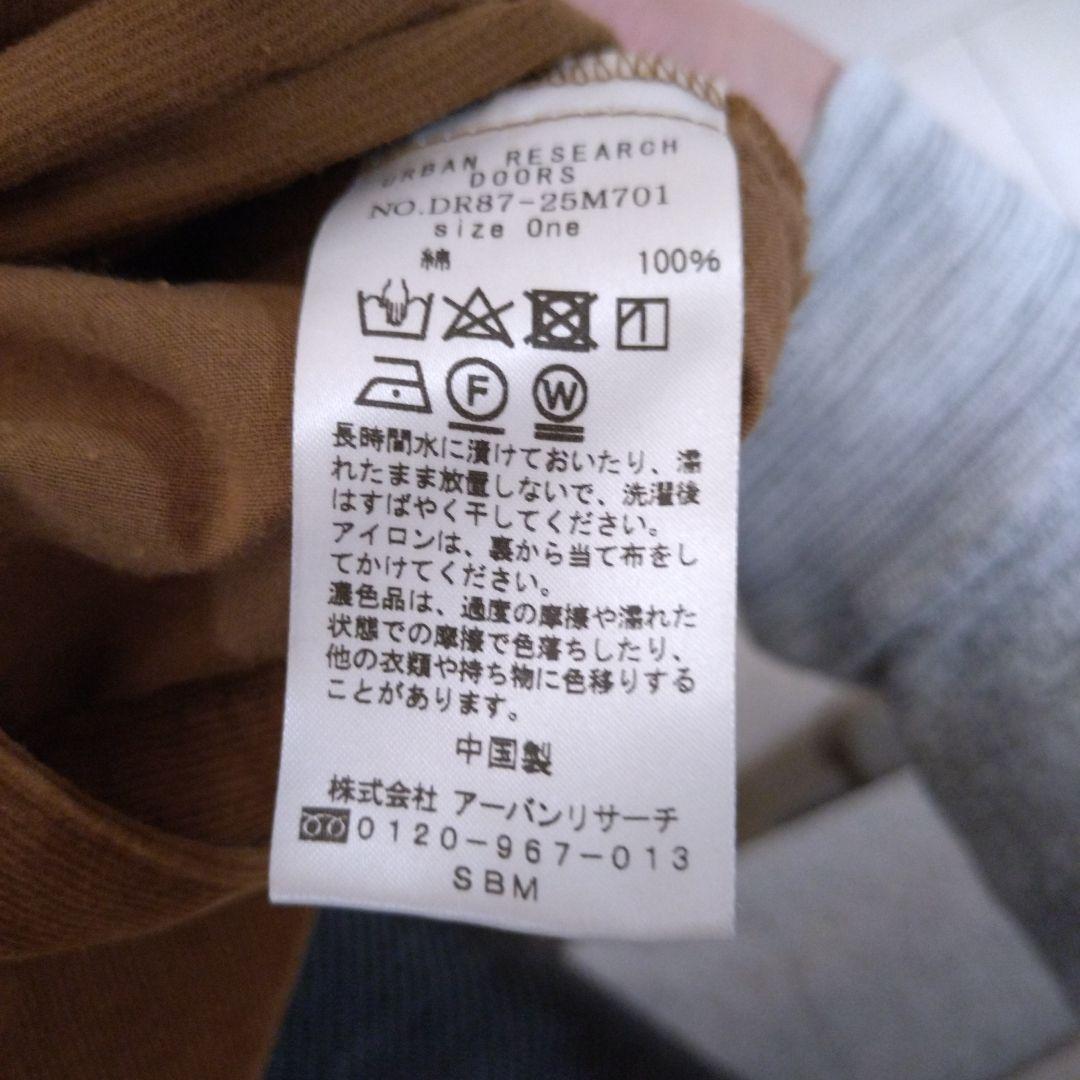 URBAN RESEARCH
DOORS
NO.DR87-25M701
size One
綿 100%
F W
長時間水に漬けておいたり、濡
れたまま放置しないで、洗濯後
はすばやく干してください。
アイロンは、裏から当て布をし
てかけてください。
濃色品は、過度の摩擦や濡れた
状態での摩擦で色落ちしたり、
他の衣類や持ち物に色移りする
ことがあります。
中国製
株式会社 アーバンリサーチ
0120-967-013
SBM